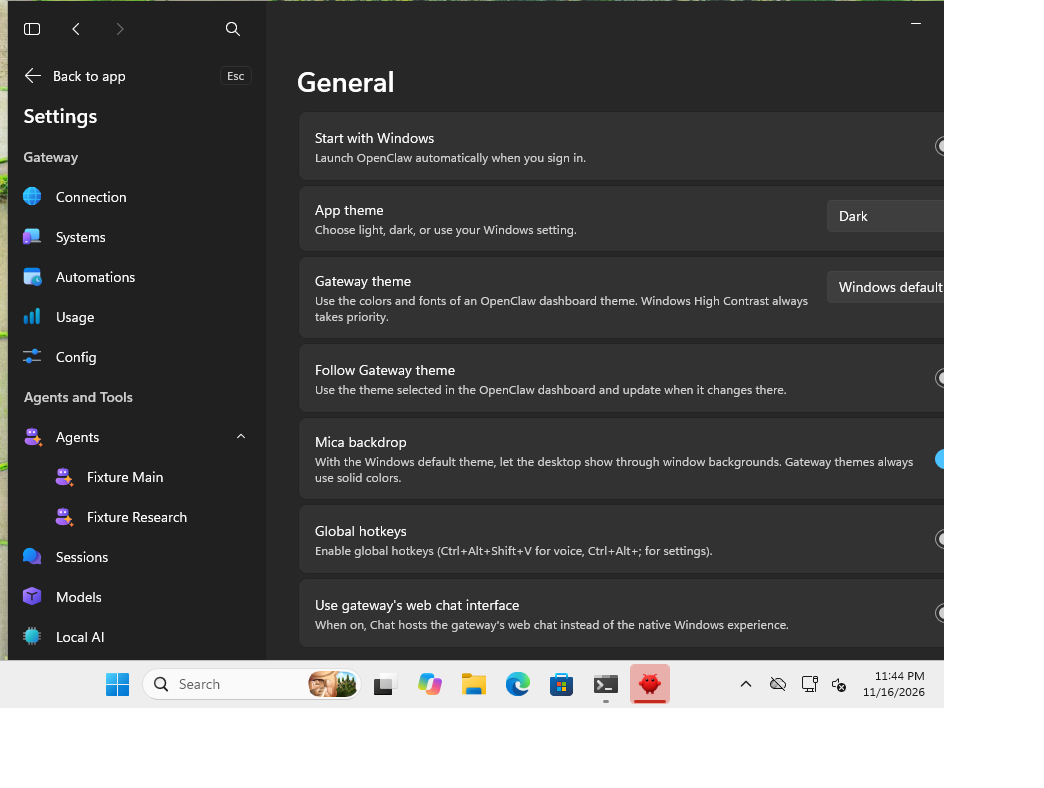 Back to app
Esc
Settings
Gateway
Connection
Systems
Automations
Usage
Config
Agents and Tools
Agents
Fixture Main
Fixture Research
Sessions
Models
Local AI
General
Start with Windows
Launch OpenClaw automatically when you sign in.
App theme
Choose light, dark, or use your Windows setting.
Dark
Gateway theme
Use the colors and fonts of an OpenClaw dashboard theme. Windows High Contrast always
takes priority.
Windows default
Follow Gateway theme
Use the theme selected in the OpenClaw dashboard and update when it changes there.
Mica backdrop
With the Windows default theme, let the desktop show through window backgrounds. Gateway themes always
use solid colors.
Global hotkeys
Enable global hotkeys (Ctrl+Alt+Shift+V for voice, Ctrl+Alt+; for settings).
Use gateway's web chat interface
When on, Chat hosts the gateway's web chat instead of the native Windows experience.
Search
11:44 PM
11/16/2026